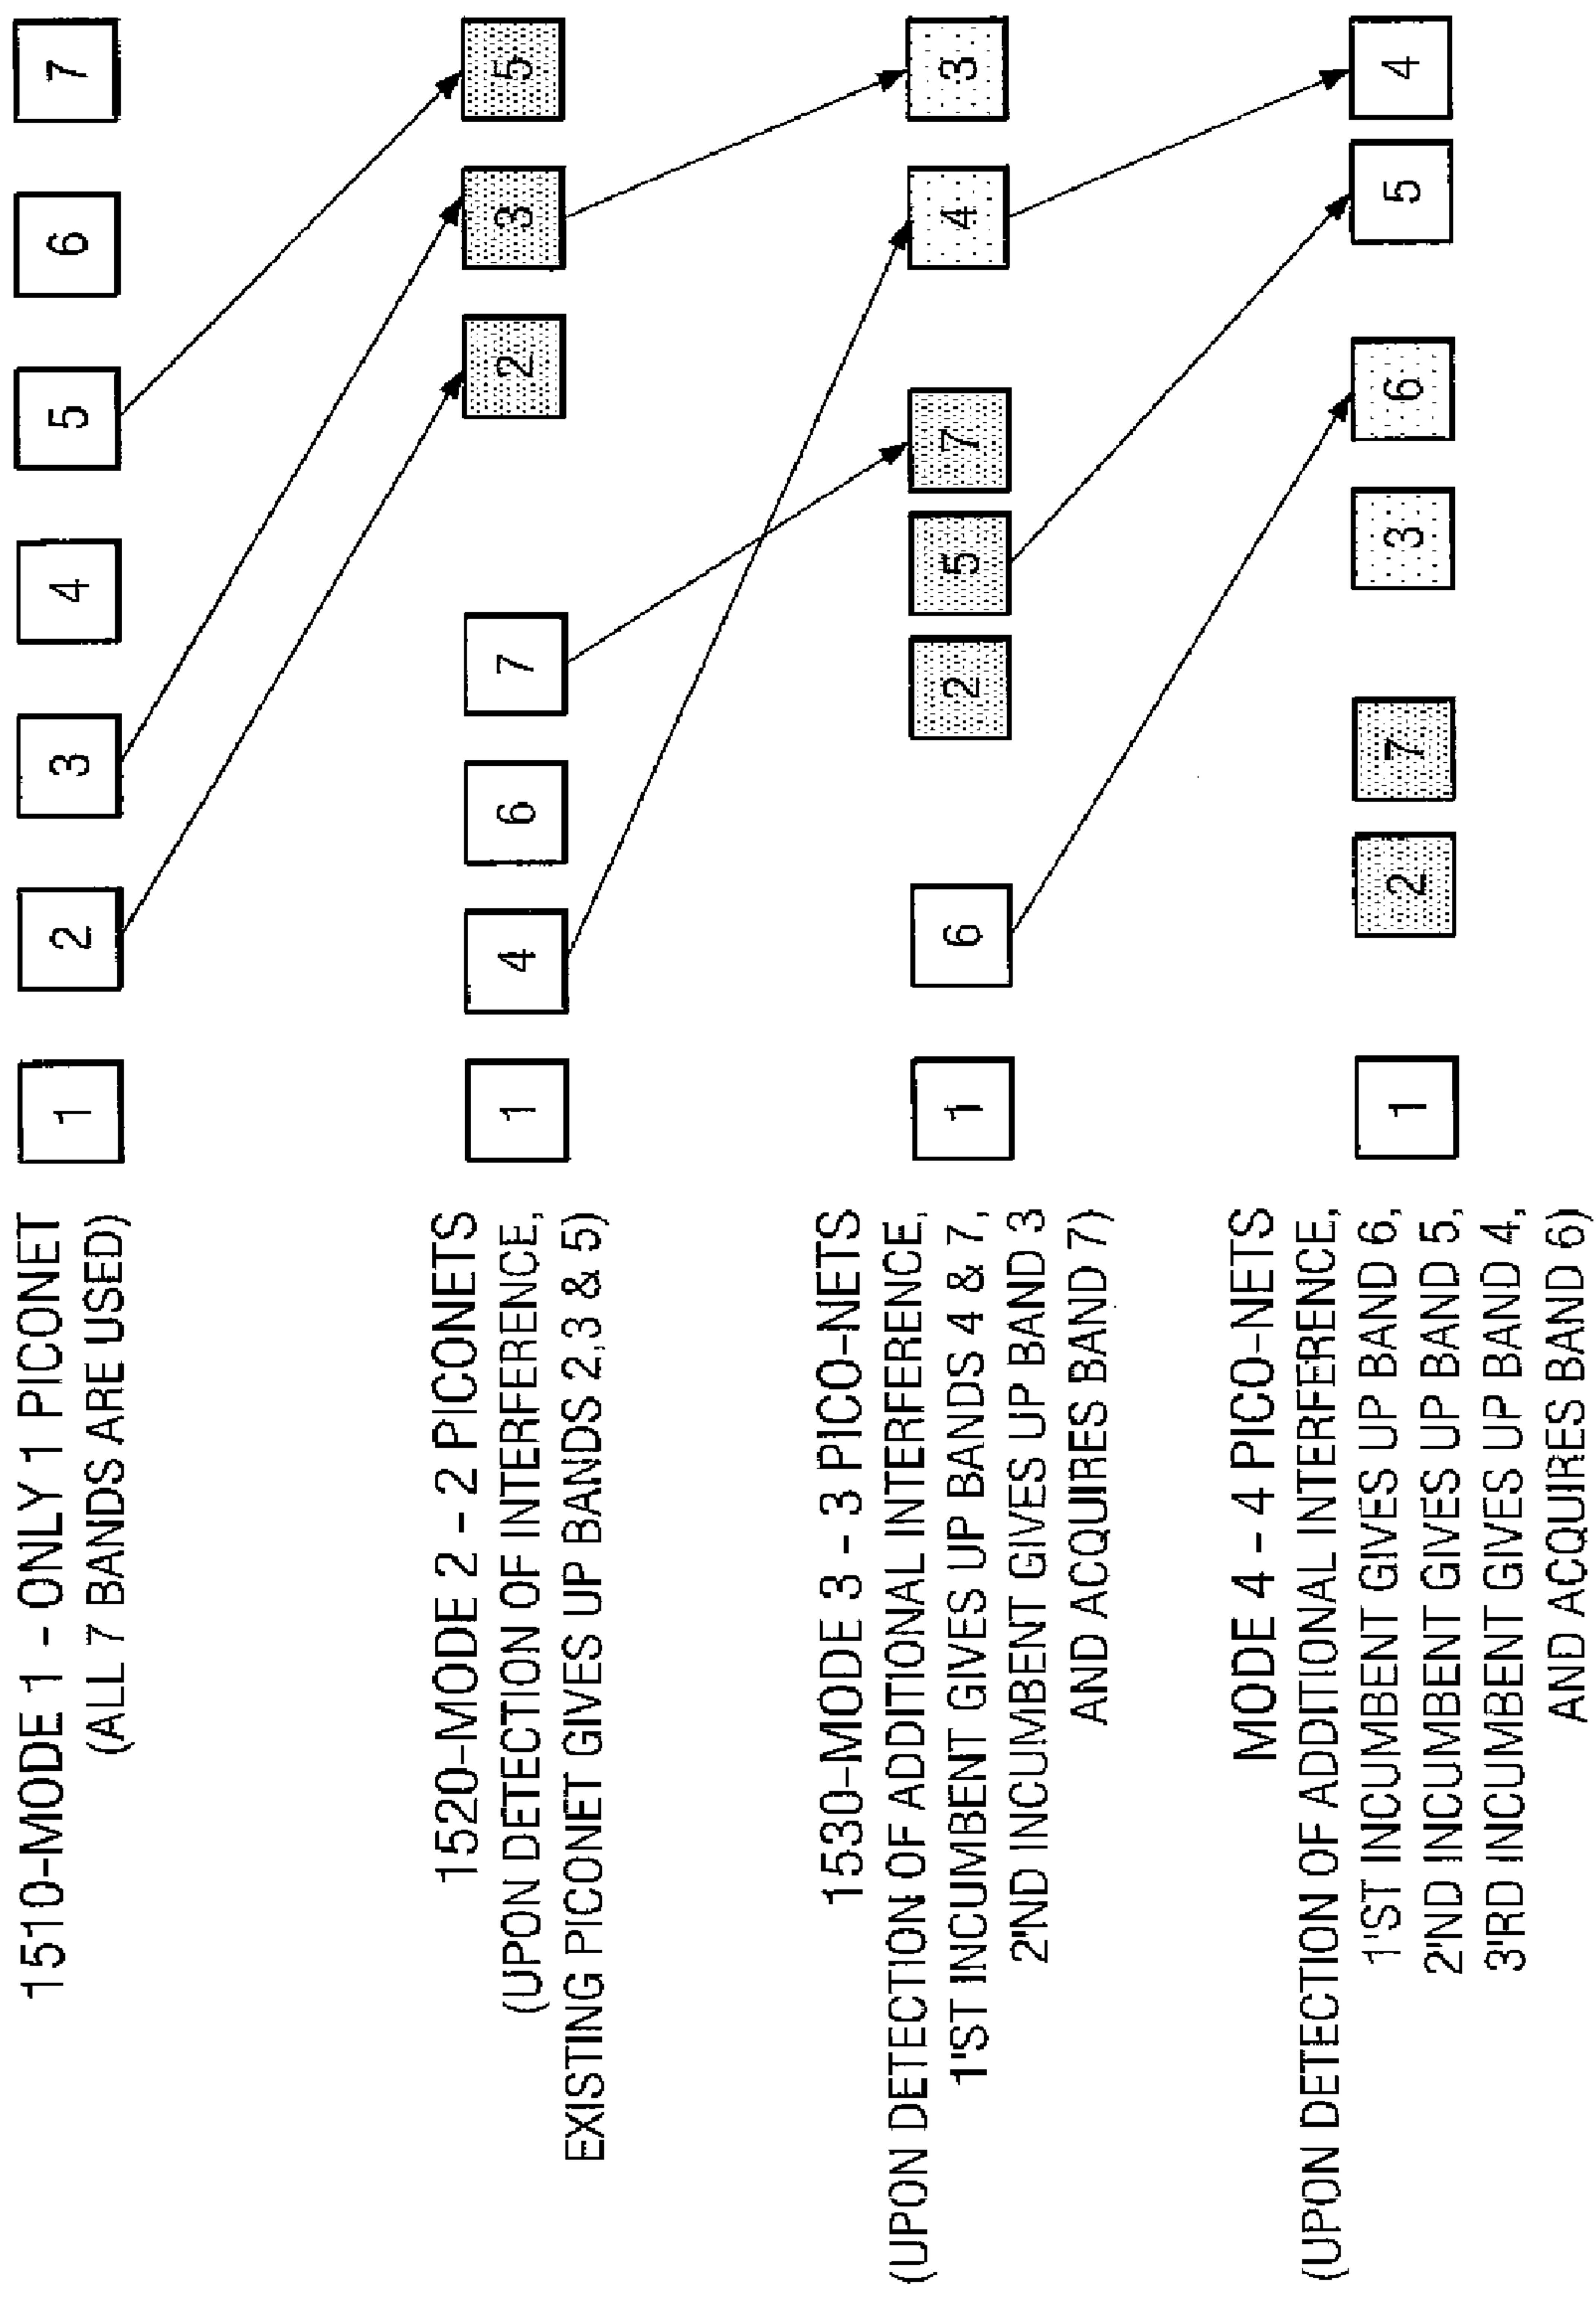 1510-MODE 1 - ONLY 1 PICONET
(ALL 7 BANDS ARE USED)
1 2 3 4 5 6 7
1520-MODE 2 - 2 PICONETS
(UPON DETECTION OF INTERFERENCE,
EXISTING PICCONET GIVES UP BANDS 2,3 & 5)
1 4 6 7 2 3 5
1530-MODE 3 - 3 PICO-NETS
(UPON DETECTION OF ADDITIONAL INTERFERENCE,
1'ST INCUMBENT GIVES UP BANDS 4 & 7,
2'ND INCUMBENT GIVES UP BAND 3
AND ACQUIRES BAND 7)
1 6 2 5 7 4 3
MODE 4 - 4 PICO-NETS
(UPON DETECTION OF ADDITIONAL INTERFERENCE,
1'ST INCUMBENT GIVES UP BAND 6,
2'ND INCUMBENT GIVES UP BAND 5,
3'RD INCUMBENT GIVES UP BAND 4,
AND ACQUIRES BAND 6)
1 2 7 3 6 5 4